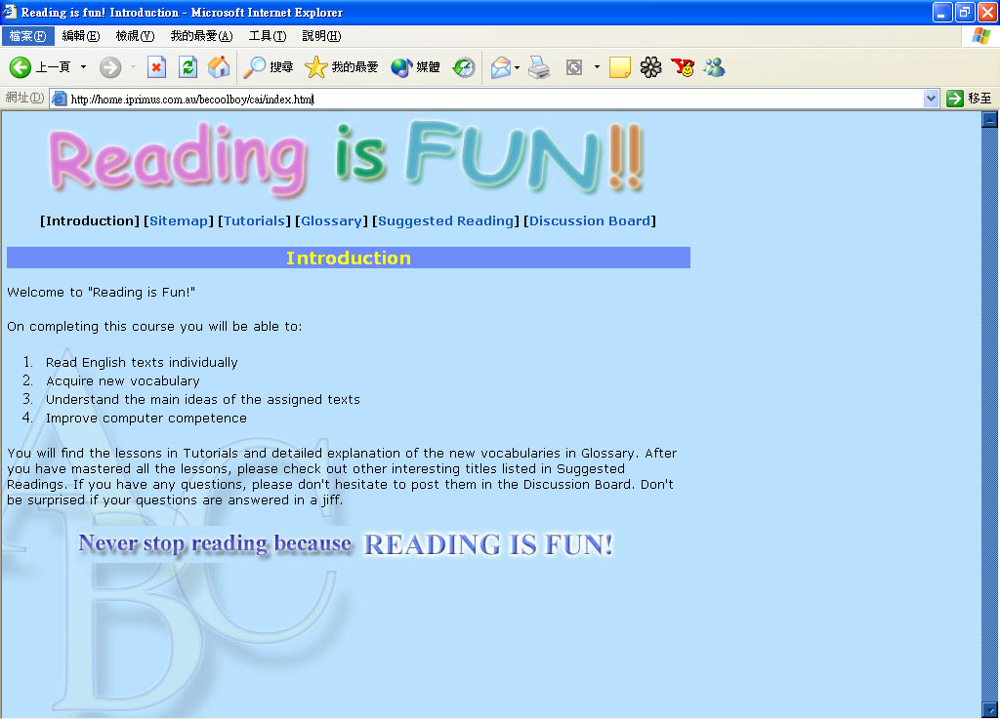 Reading is fun! Introduction - Microsoft Internet Explorer
檔案(F) 編輯(E) 檢視(V) 我的最愛(A) 工具(T) 說明(H)
上一頁 搜尋 我的最愛 媒體
網址(D) http://home.iprimus.com.au/becoolboy/cai/index.html 移至
Reading is FUN!!
[Introduction] [Sitemap] [Tutorials] [Glossary] [Suggested Reading] [Discussion Board]
Introduction
Welcome to "Reading is Fun!"
On completing this course you will be able to:
1. Read English texts individually
2. Acquire new vocabulary
3. Understand the main ideas of the assigned texts
4. Improve computer competence
You will find the lessons in Tutorials and detailed explanation of the new vocabularies in Glossary. After
you have mastered all the lessons, please check out other interesting titles listed in Suggested
Readings. If you have any questions, please don't hesitate to post them in the Discussion Board. Don't
be surprised if your questions are answered in a jiff.
Never stop reading because READING IS FUN!
ABC